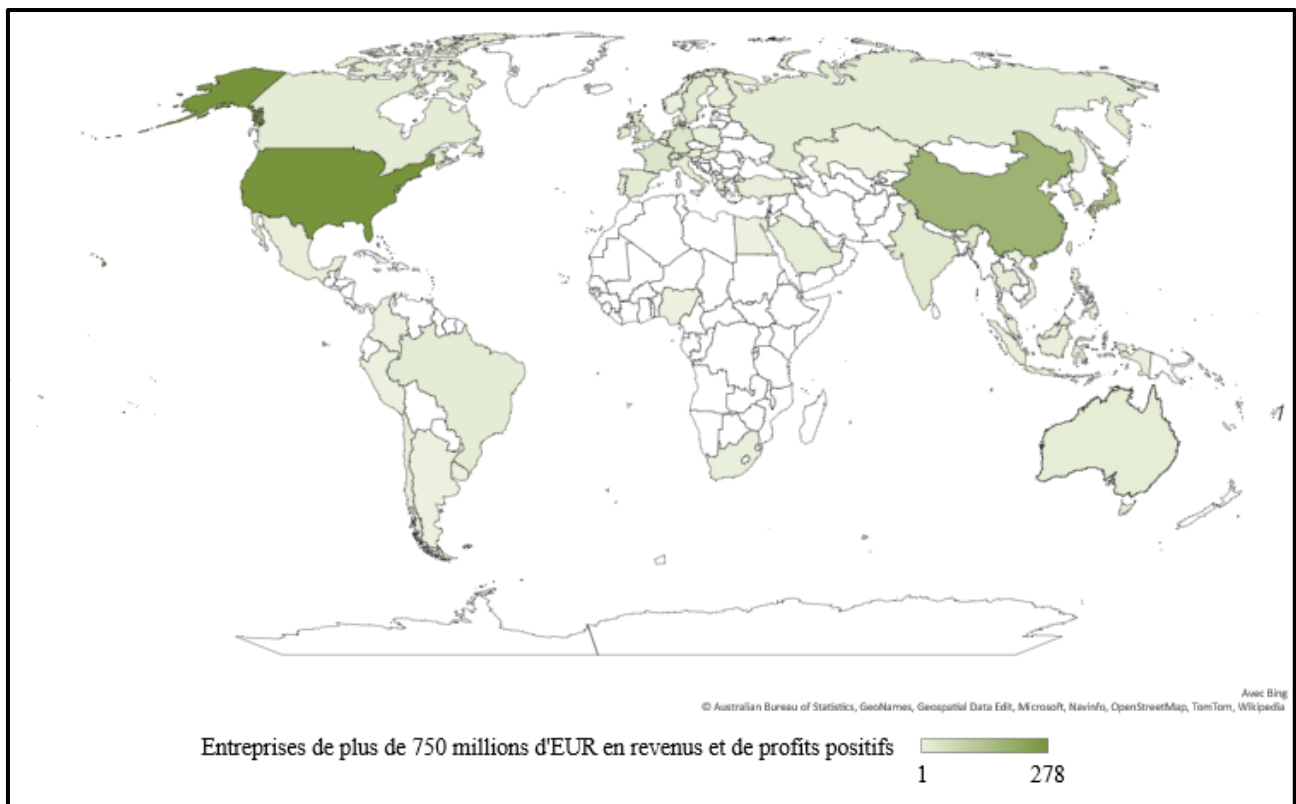 Avec Bing
© Australian Bureau of Statistics, GeoNames, Geospatial Data Edit, Microsoft, Navinfo, OpenStreetMap, TomTom, Wikipedia
Entreprises de plus de 750 millions d'EUR en revenus et de profits positifs
1 278